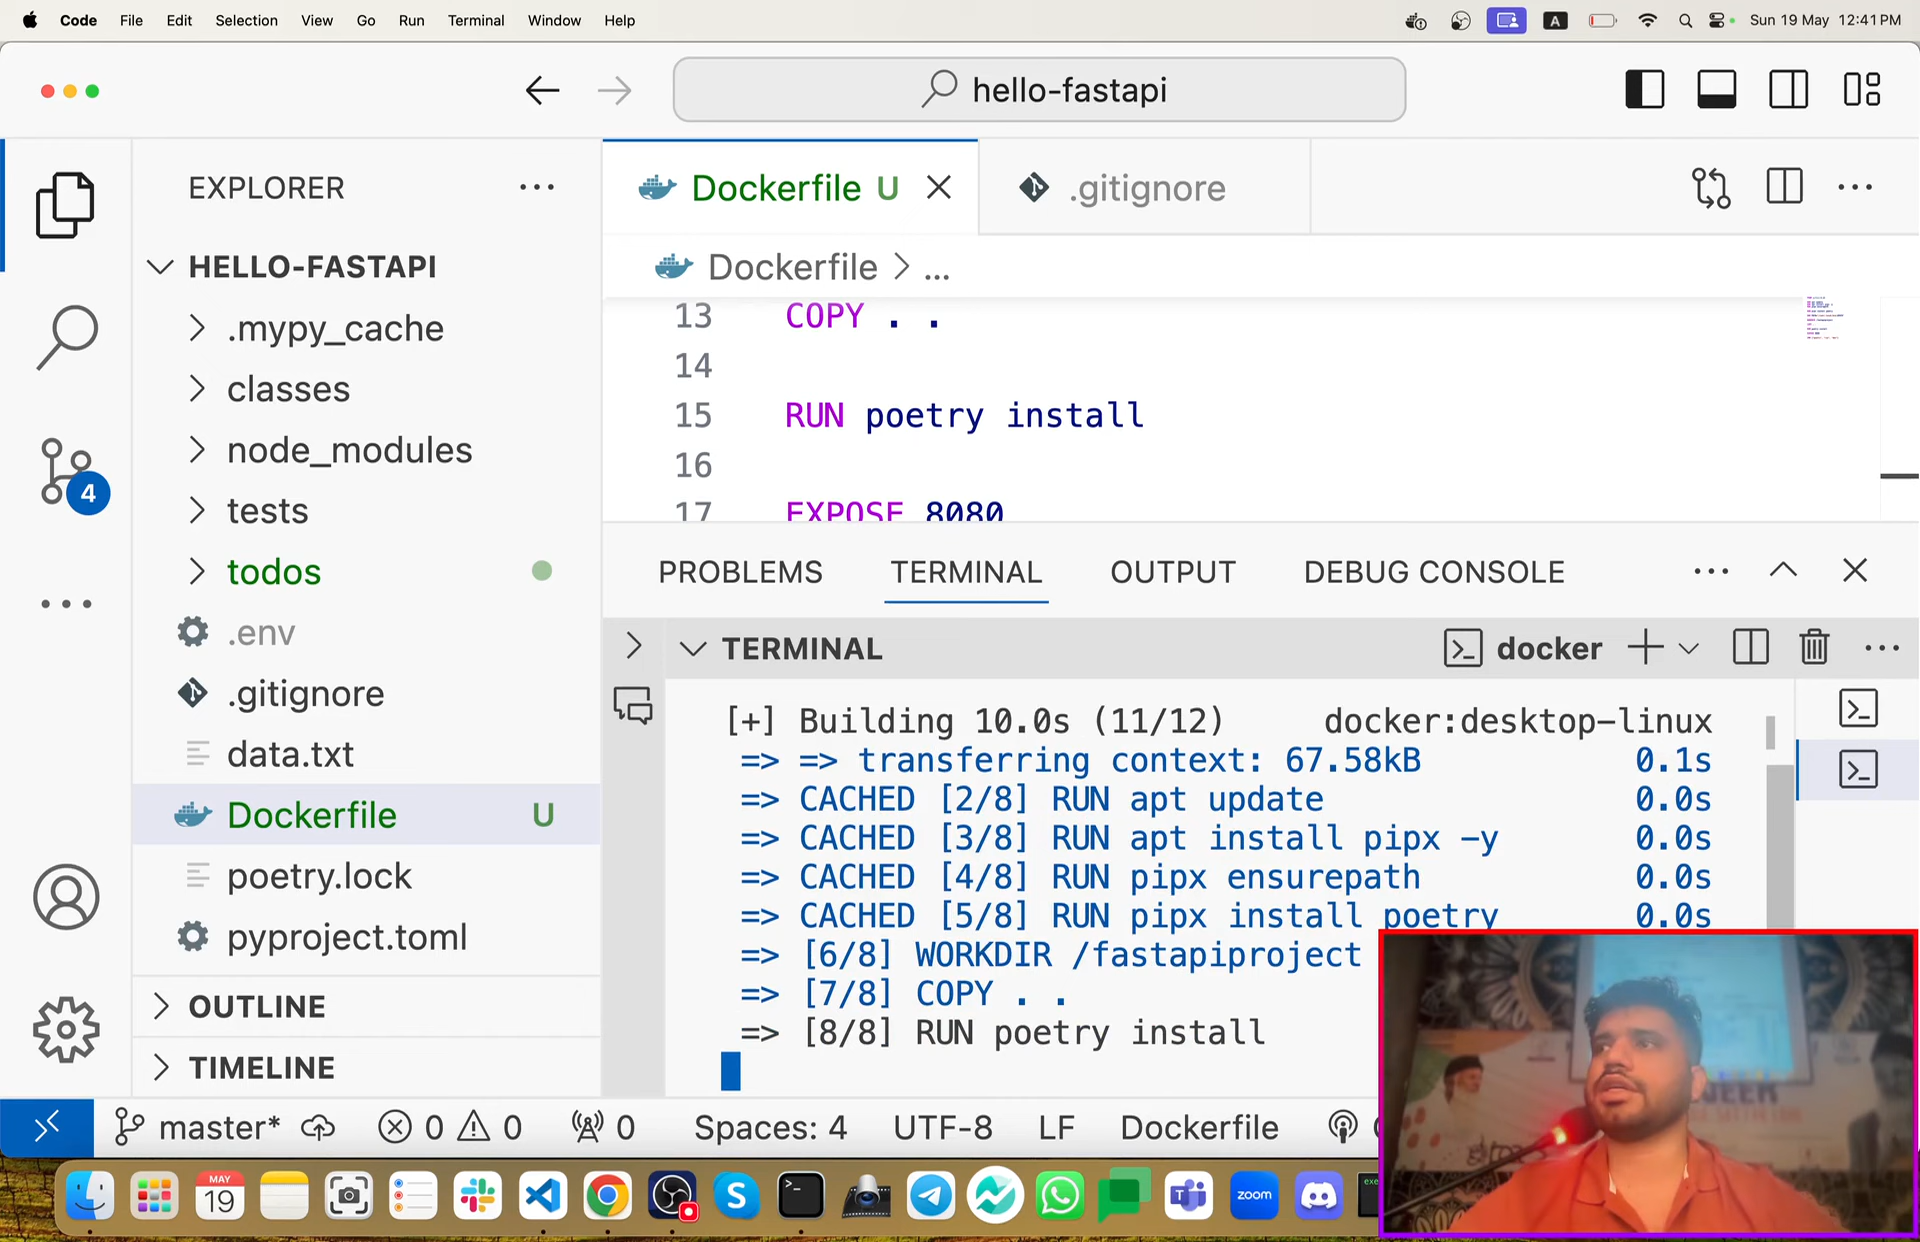 Code File Edit Selection View Go Run Terminal Window Help
A Sun 19 May 12:41 PM
hello-fastapi
EXPLORER
HELLO-FASTAPI
.mypy_cache
classes
node_modules
tests
todos
.env
.gitignore
data.txt
Dockerfile U
poetry.lock
pyproject.toml
OUTLINE
TIMELINE
4
Dockerfile U
.gitignore
Dockerfile > ...
13 COPY . .
14
15 RUN poetry install
16
17 EXPOSE 8080
PROBLEMS TERMINAL OUTPUT DEBUG CONSOLE
TERMINAL docker
[+] Building 10.0s (11/12) docker:desktop-linux
=> => transferring context: 67.58kB 0.1s
=> CACHED [2/8] RUN apt update 0.0s
=> CACHED [3/8] RUN apt install pipx -y 0.0s
=> CACHED [4/8] RUN pipx ensurepath 0.0s
=> CACHED [5/8] RUN pipx install poetry 0.0s
=> [6/8] WORKDIR /fastapiproject
=> [7/8] COPY . .
=> [8/8] RUN poetry install
master* 0 0 0 Spaces: 4 UTF-8 LF Dockerfile
MAY
19
S
zoom
exe